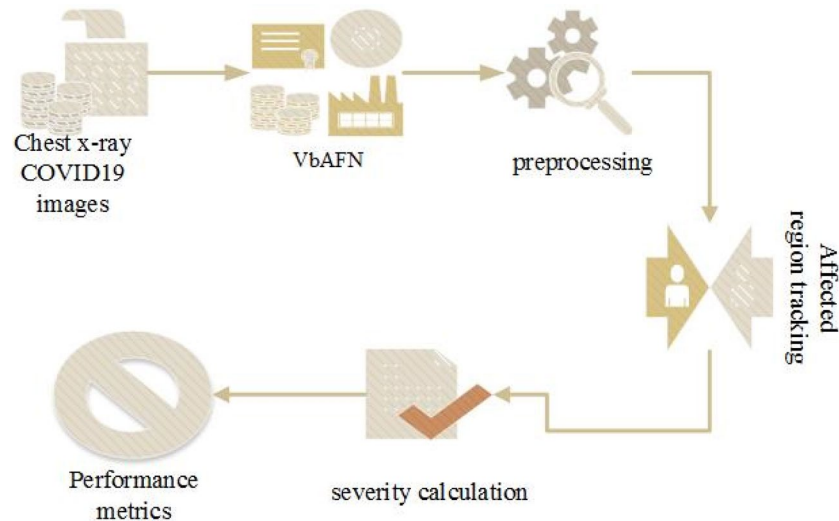 Chest x-ray
COVID19
images
VbAFN
preprocessing
Affected
region tracking
severity calculation
Performance
metrics